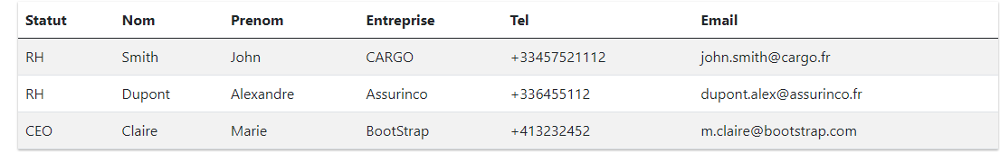 Statut Nom Prenom Entreprise Tel Email
RH Smith John CARGO +33457521112 john.smith@cargo.fr
RH Dupont Alexandre Assurinco +336455112 dupont.alex@assurinco.fr
CEO Claire Marie BootStrap +413232452 m.claire@bootstrap.com